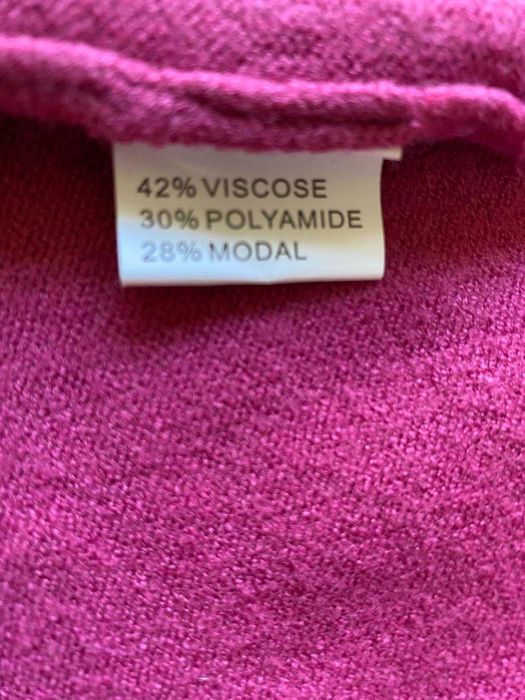 42% VISCOSE
30% POLYAMIDE
28% MODAL